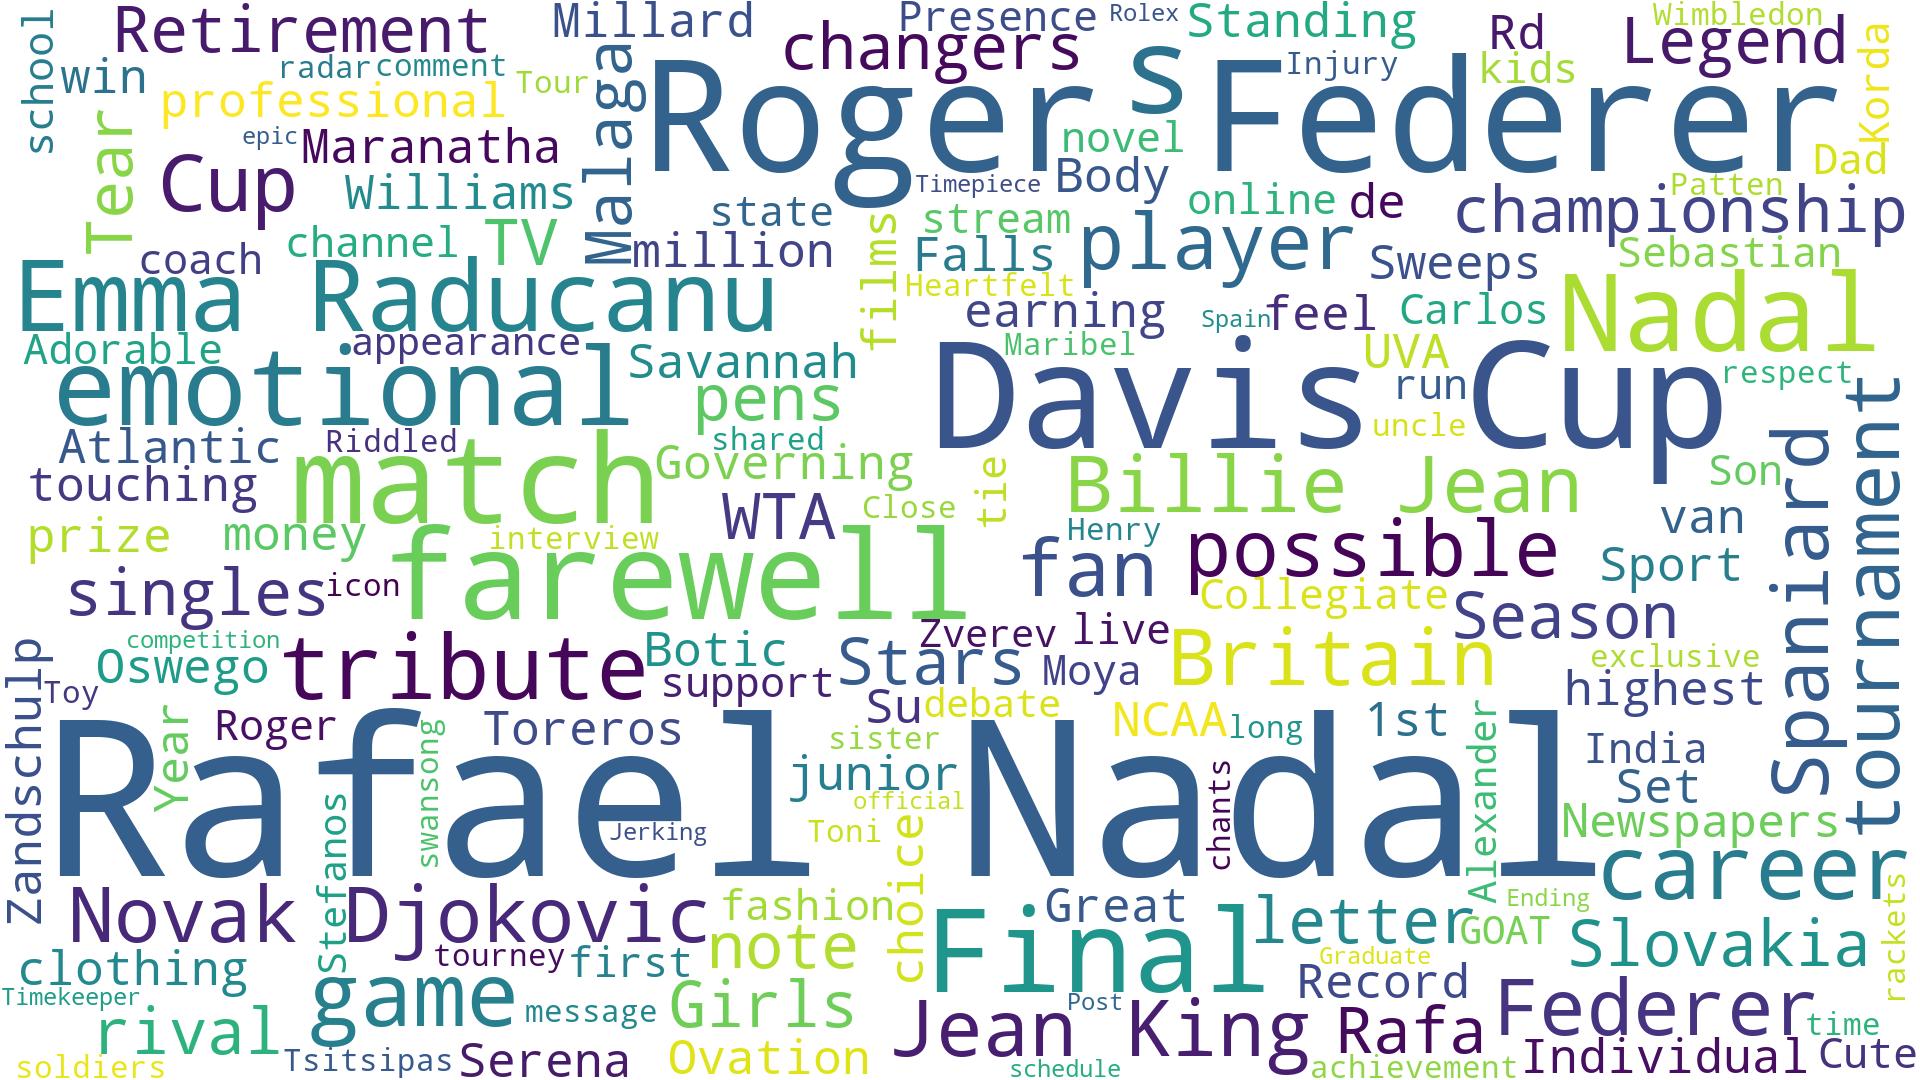 school
Retirement
Millard
Presence
Rolex
Standing
Rd
Wimbledon
Legend
win
radar
comment
Tour
changers
Injury
kids
Korda
professional
Malaga
Roger Federer
s
epic
Maranatha
novel
Dad
Tear
Cup
Williams
Timepiece
Body
Patten
state
online
de
championship
coach
channel
TV
million
films
stream
Falls
player
Sweeps
Sebastian
Emma Raducanu
Heartfelt
earning
Spain
feel
Carlos
Nadal
Adorable
appearance
Savannah
Maribel
UVA
respect
emotional
pens
Davis Cup
run
uncle
Atlantic
Riddled
shared
match
Governing
tie
Billie Jean
Son
Spaniard
tournament
touching
WTA
Close
van
prize
money
interview
farewell
Henry
fan
possible
Sport
singles
icon
Collegiate
Season
competition
Zverev
live
Oswego
tribute
Botic
Stars
Moya
Britain
exclusive
Zandschulp
Toy
support
Su
debate
highest
Year
Roger
swansong
Toreros
sister
NCAA
long
1st
Alexander
India
Rafael Nadal
junior
chants
Set
Stefanos
Jerking
official
Toni
choice
Newspapers
career
Novak Djokovic
fashion
Final
Great
letter
Ending
GOAT
rackets
clothing
tourney
first
note
Graduate
Slovakia
Timekeeper
game
message
Girls
Post
Record
Federer
rival
Jean King
Rafa
time
soldiers
Tsitsipas
Serena
Ovation
schedule
achievement
Individual
Cute